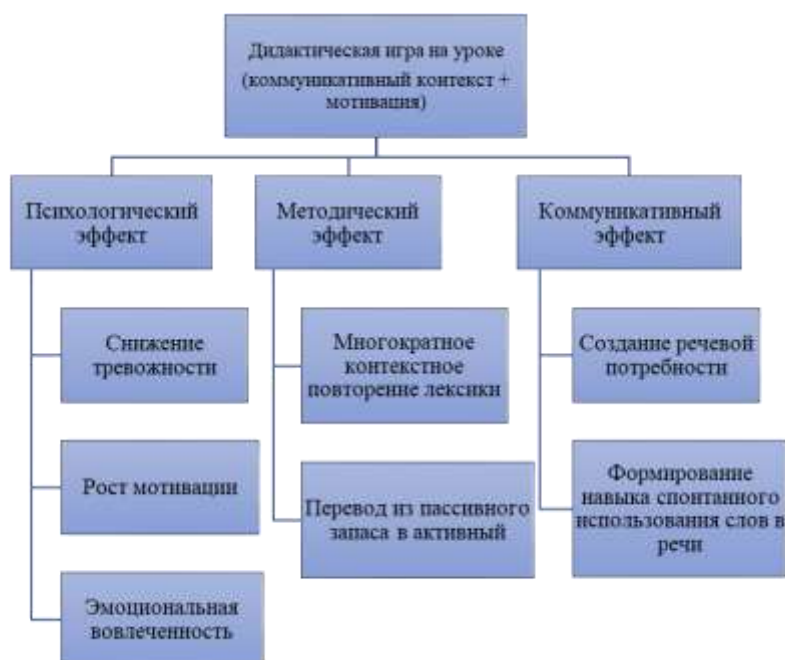 Дидактическая игра на уроке
(коммуникативный контекст +
мотивация)
Психологический
эффект
Методический
эффект
Коммуникативный
эффект
Снижение
тревожности
Рост мотивации
Эмоциональная
вовлеченность
Многократное
контекстное
повторение лексики
Перевод из пассивного
запаса в активный
Создание речевой
потребности
Формирование
навыка спонтанного
использования слов в
речи